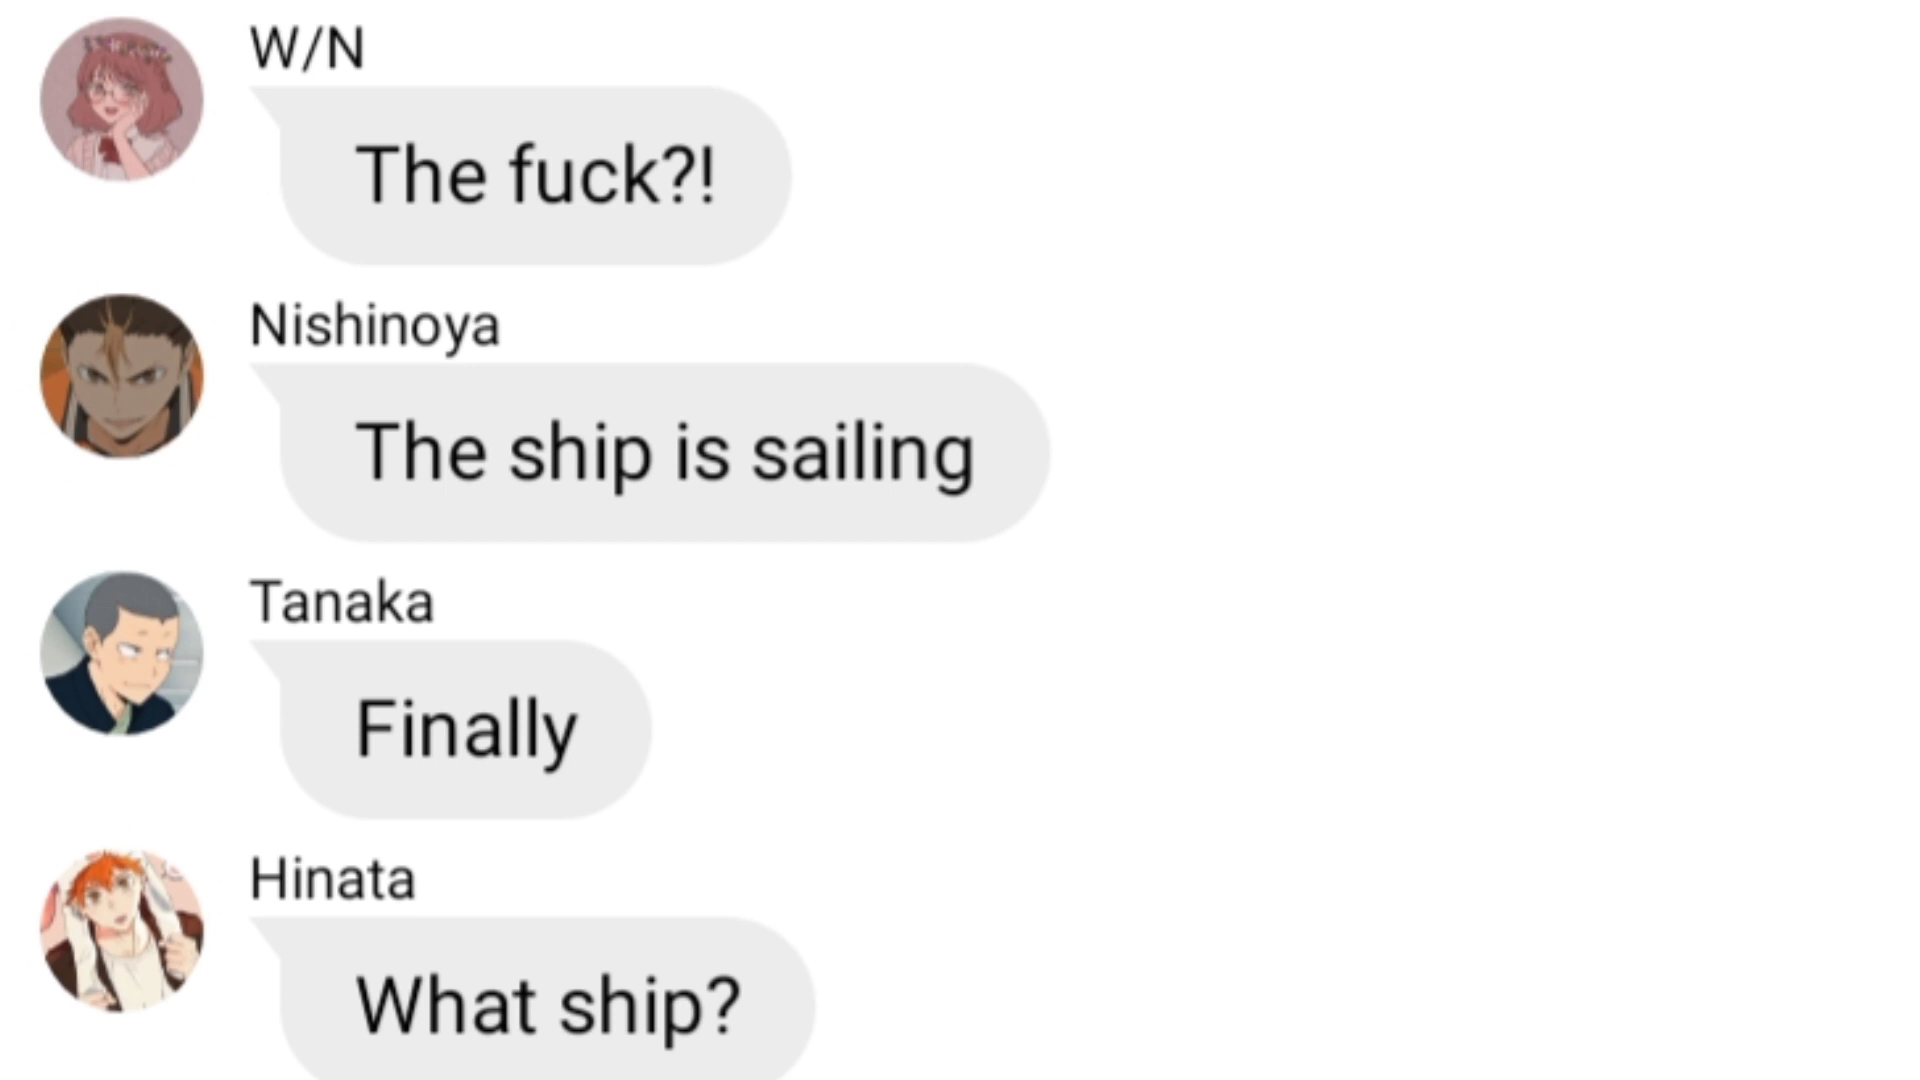 W/N
The fuck?!
Nishinoya
The ship is sailing
Tanaka
Finally
Hinata
What ship?